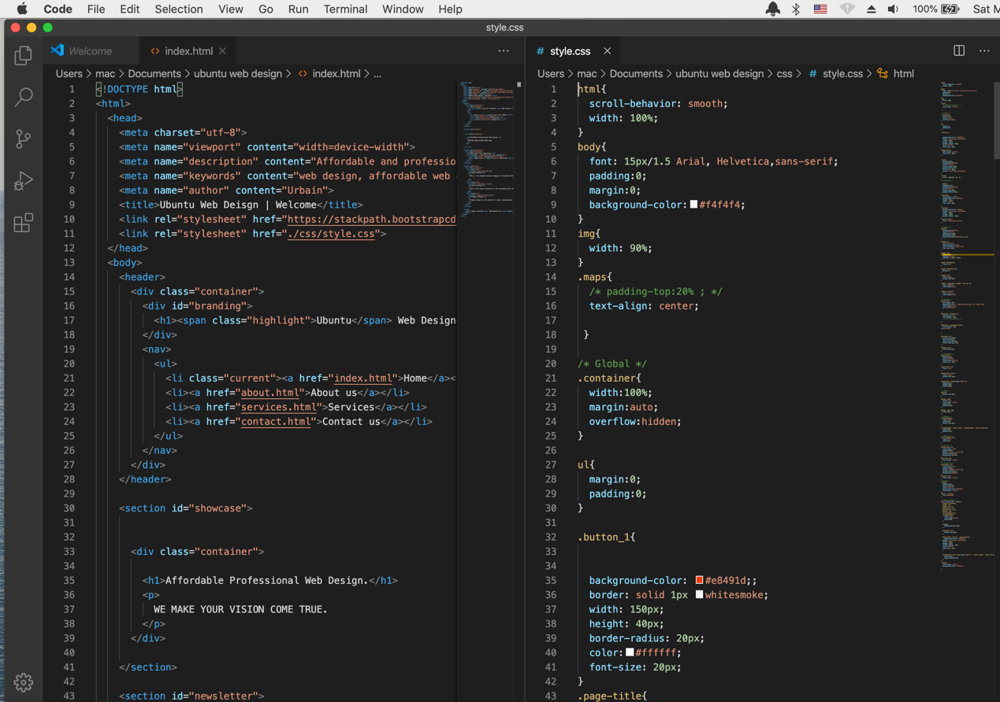 Code File Edit Selection View Go Run Terminal Window Help 100% Sat M
style.css
Welcome index.html
Users > mac > Documents > ubuntu web design > index.html > ...
1 <!DOCTYPE html>
2 <html>
3 <head>
4 <meta charset="utf-8">
5 <meta name="viewport" content="width=device-width">
6 <meta name="description" content="Affordable and professio
7 <meta name="keywords" content="web design, affordable web
8 <meta name="author" content="Urbain">
9 <title>Ubuntu Web Deisgn | Welcome</title>
10 <link rel="stylesheet" href="https://stackpath.bootstrapcd
11 <link rel="stylesheet" href="./css/style.css">
12 </head>
13 <body>
14 <header>
15 <div class="container">
16 <div id="branding">
17 <h1><span class="highlight">Ubuntu</span> Web Design
18 </div>
19 <nav>
20 <ul>
21 <li class="current"><a href="index.html">Home</a><
22 <li><a href="about.html">About us</a></li>
23 <li><a href="services.html">Services</a></li>
24 <li><a href="contact.html">Contact us</a></li>
25 </ul>
26 </nav>
27 </div>
28 </header>
29
30 <section id="showcase">
31
32
33 <div class="container">
34
35 <h1>Affordable Professional Web Design.</h1>
36 <p>
37 WE MAKE YOUR VISION COME TRUE.
38 </p>
39 </div>
40
41 </section>
42
43 <section id="newsletter">
# style.css
Users > mac > Documents > ubuntu web design > css > # style.css > html
1 html{
2 scroll-behavior: smooth;
3 width: 100%;
4 }
5 body{
6 font: 15px/1.5 Arial, Helvetica,sans-serif;
7 padding:0;
8 margin:0;
9 background-color: #f4f4f4;
10 }
11 img{
12 width: 90%;
13 }
14 .maps{
15 /* padding-top:20% ; */
16 text-align: center;
17
18 }
19
20 /* Global */
21 .container{
22 width:100%;
23 margin:auto;
24 overflow:hidden;
25 }
26
27 ul{
28 margin:0;
29 padding:0;
30 }
31
32 .button_1{
33
34
35 background-color: #e8491d;;
36 border: solid 1px whitesmoke;
37 width: 150px;
38 height: 40px;
39 border-radius: 20px;
40 color: #ffffff;
41 font-size: 20px;
42 }
43 .page-title{